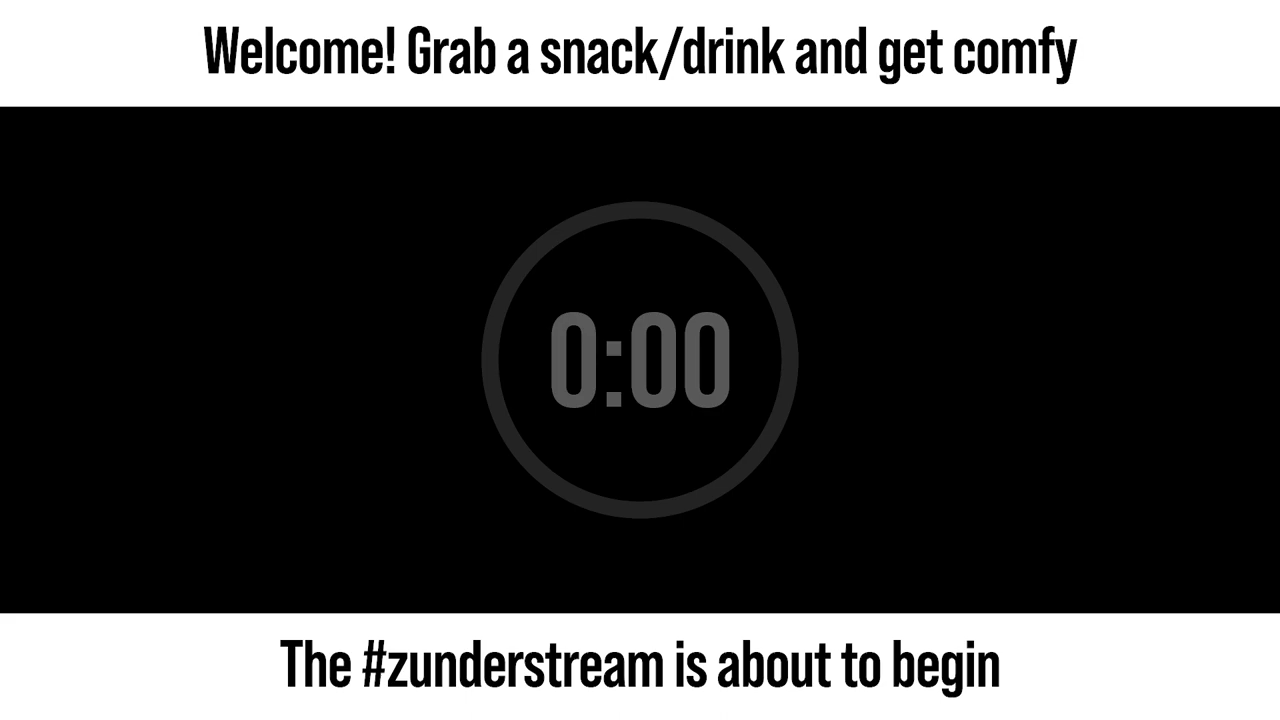 Welcome! Grab a snack/drink and get comfy
0:00
The #zunderstream is about to begin